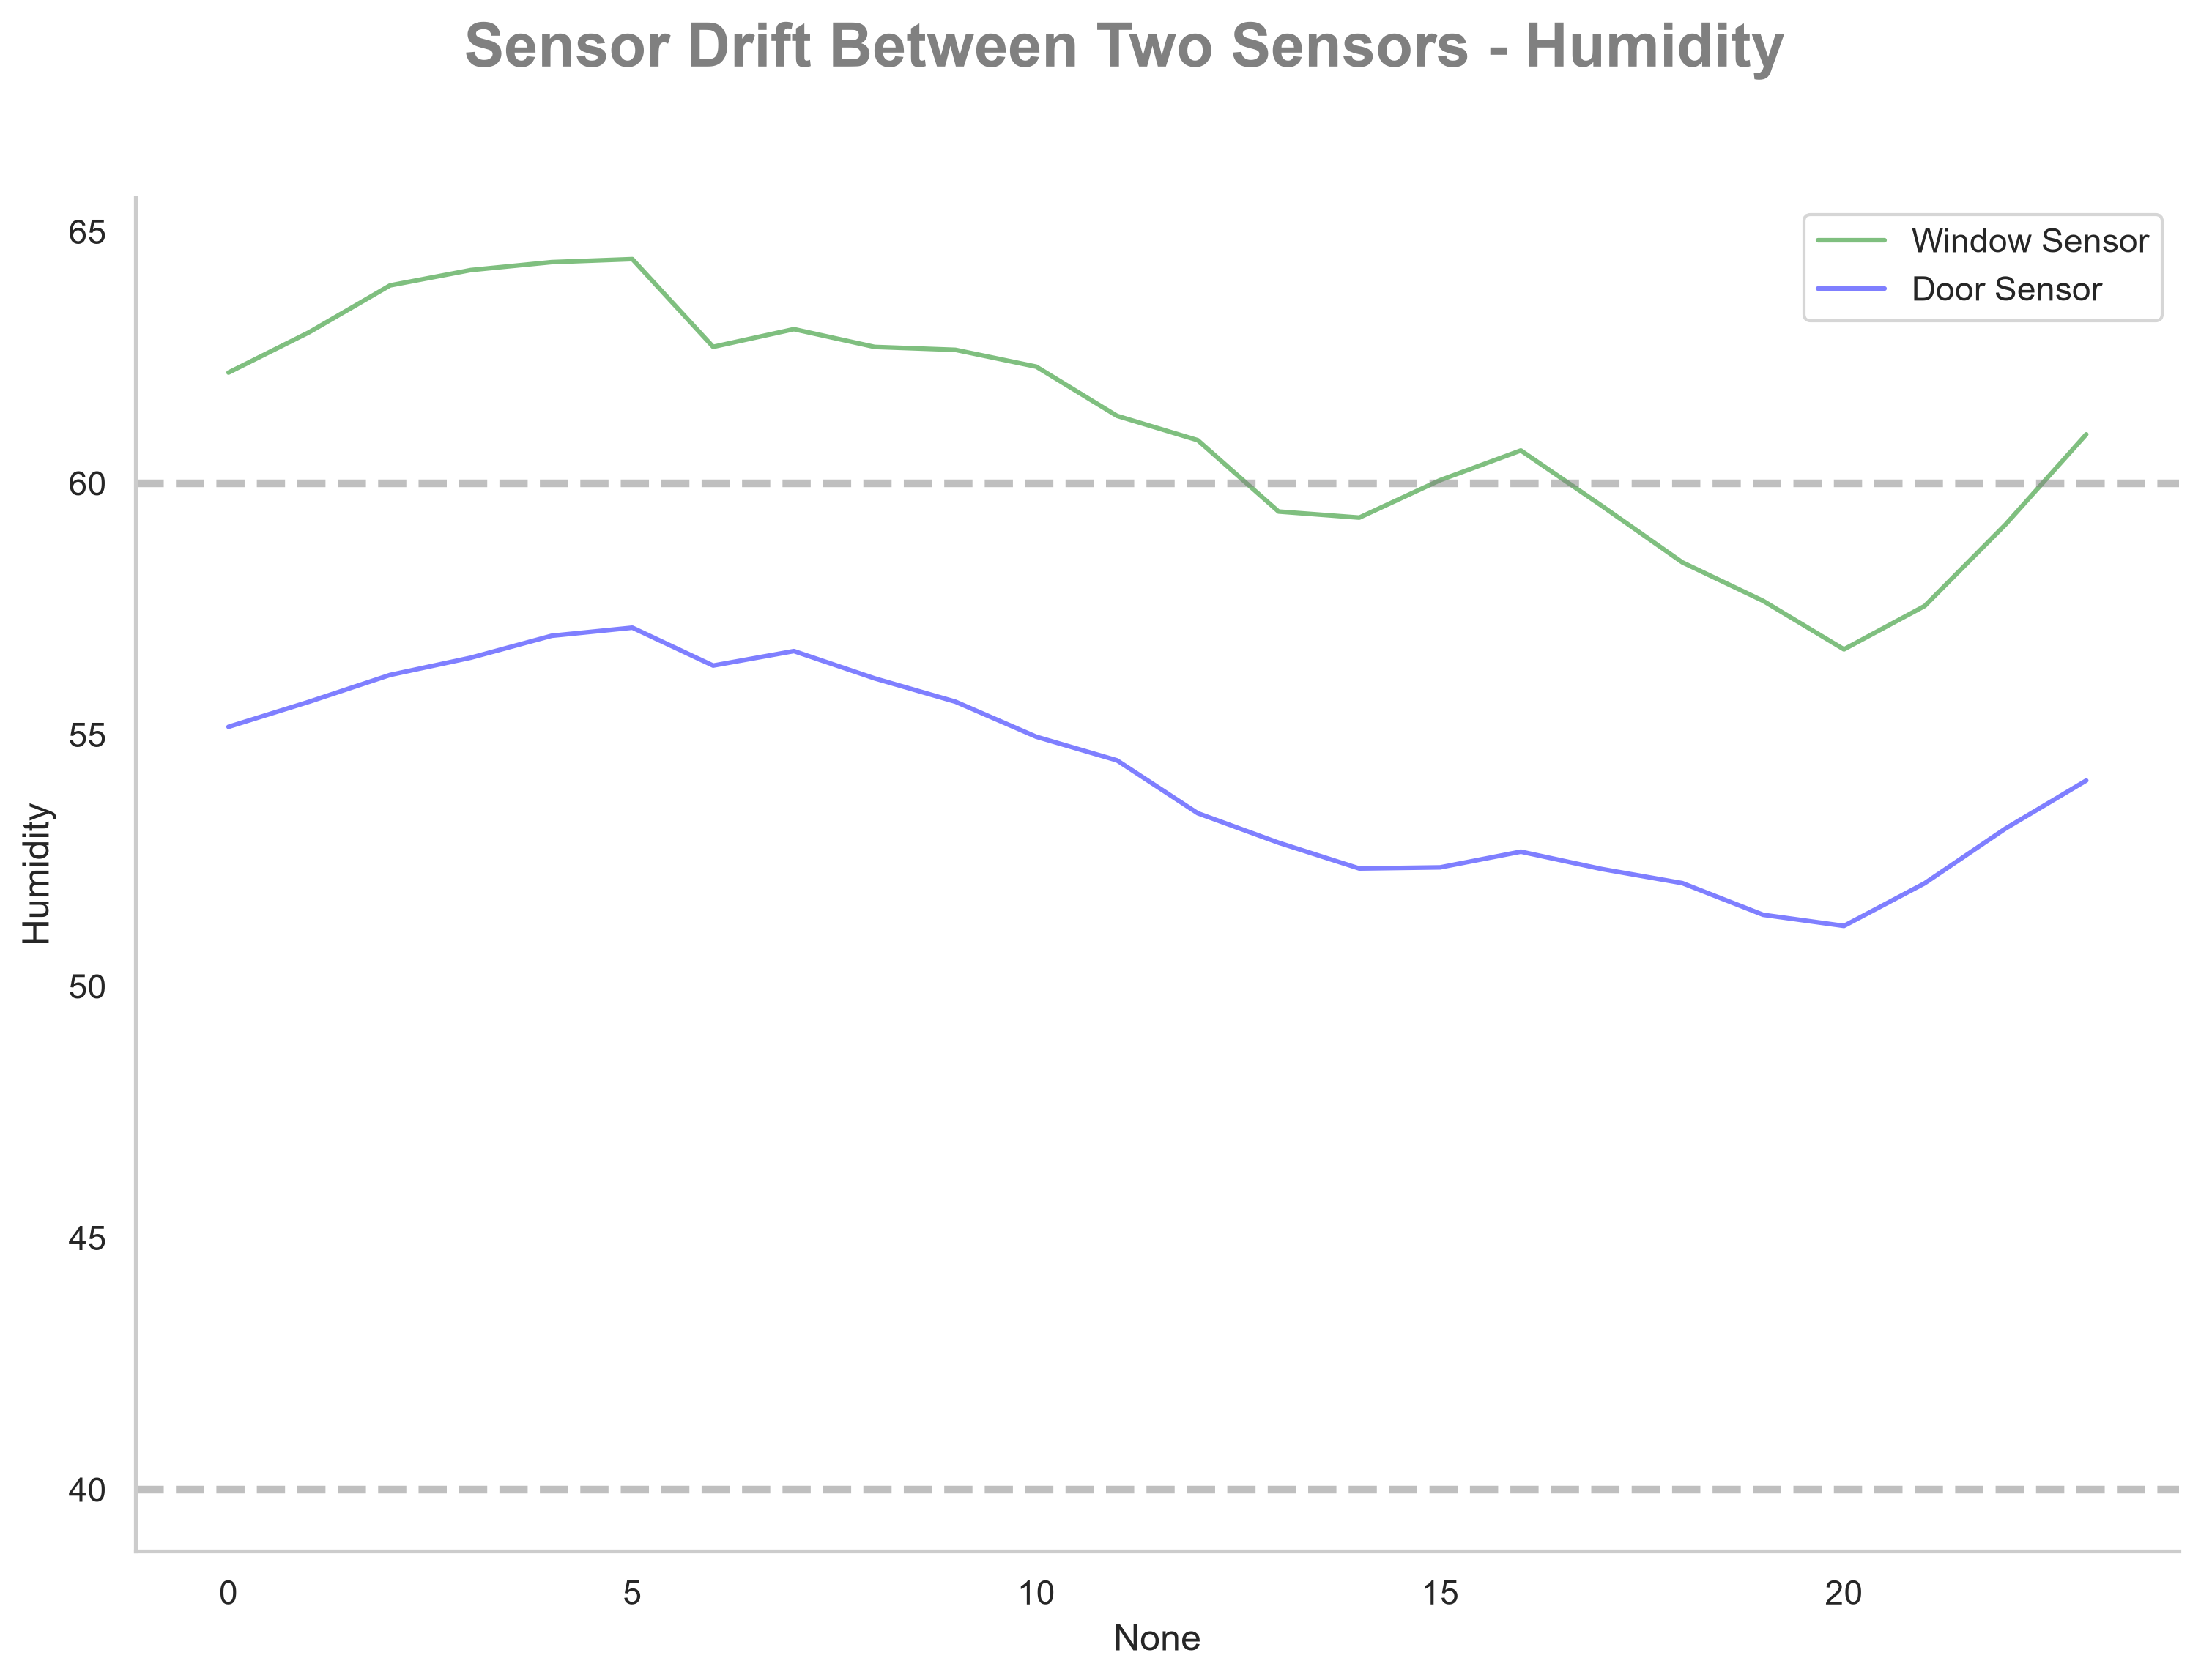 Sensor Drift Between Two Sensors - Humidity
Window Sensor
Door Sensor
65
60
55
50
45
40
Humidity
0 5 10 15 20
None